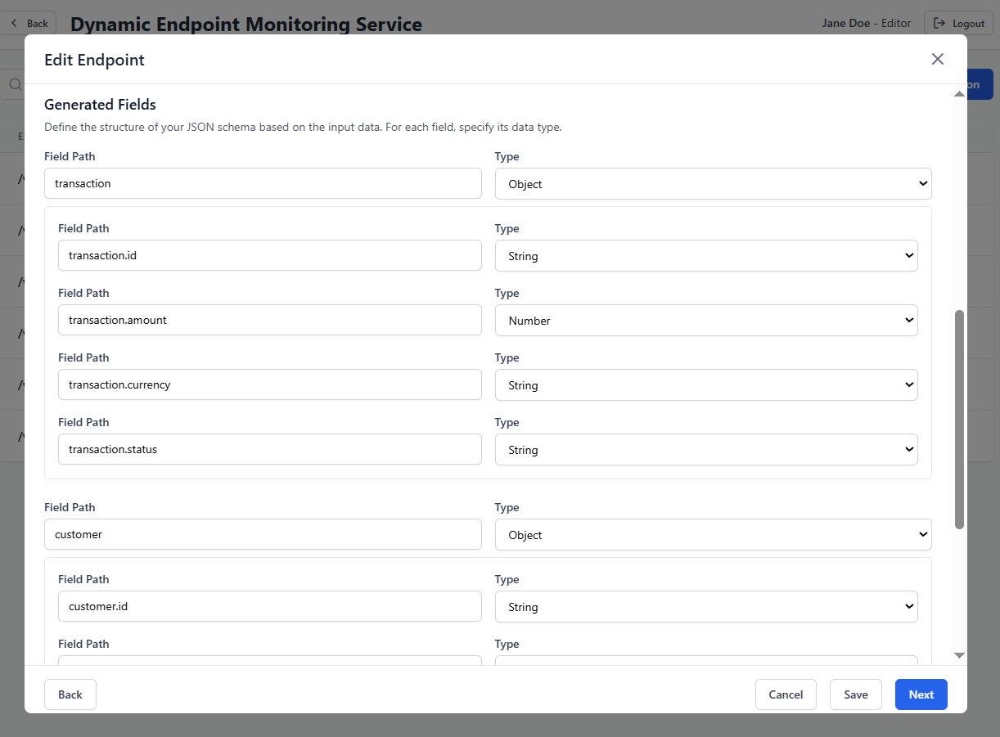 Back
Dynamic Endpoint Monitoring Service
Jane Doe - Editor
Logout
Edit Endpoint
on
Generated Fields
Define the structure of your JSON schema based on the input data. For each field, specify its data type.
Field Path Type
transaction Object
Field Path Type
transaction.id String
Field Path Type
transaction.amount Number
Field Path Type
transaction.currency String
Field Path Type
transaction.status String
Field Path Type
customer Object
Field Path Type
customer.id String
Field Path Type
Back Cancel Save Next